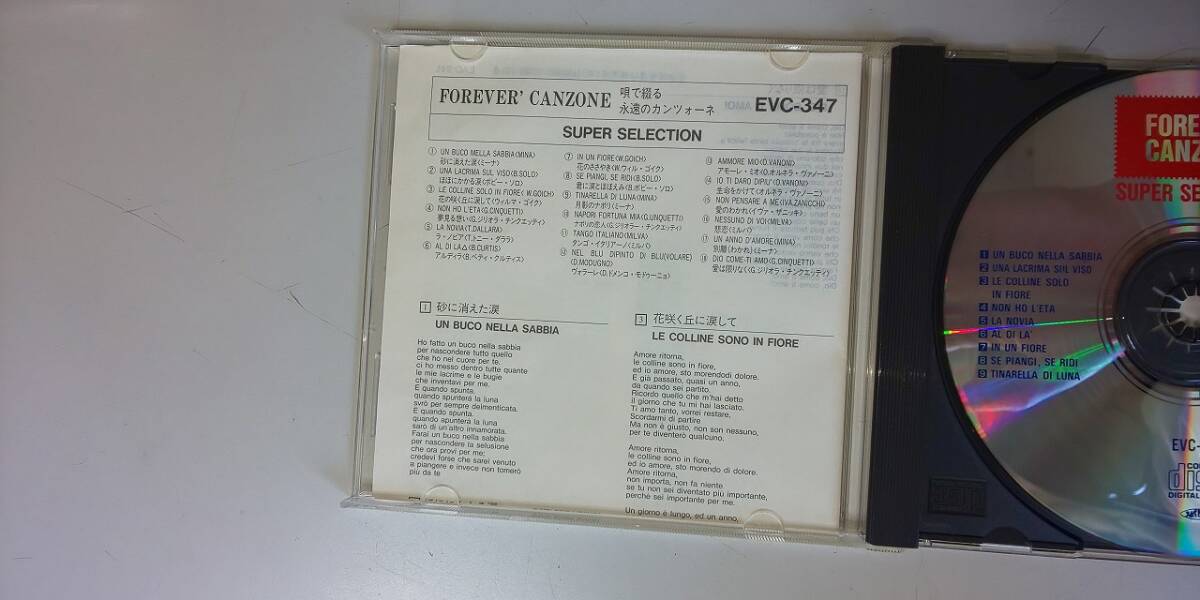 FOREVER' CANZONE 唄で綴る
永遠のカンツォーネ EVC-347
SUPER SELECTION
① UN BUCO NELLA SABBIA(MINA)
砂に消えた涙(ミーナ)
② UNA LACRIMA SUL VISO(B.SOLO)
ほほにかかる涙(ボビー・ソロ)
③ LE COLLINE SOLO IN FIORE(W.GOICH)
花の咲く丘に涙して(ウィルマ・ゴイク)
④ NON HO L'ETA(G.CINQUETTI)
夢見る想い(G.ジリオラ・チンクエッティ)
⑤ LA NOVIA(T.DALLARA)
ラ・ノビア(T.トニー・ダララ)
⑥ AL DI LA(B.CURTIS)
アルディラ(B.ベティ・クルティス)
⑦ IN UN FIORE(W.GOICH)
花のささやき(W.ウィル・ゴイク)
⑧ SE PIANGI, SE RIDI(B.SOLO)
君に涙とほほえみ(B.ボビー・ソロ)
⑨ TINARELLA DI LUNA(MINA)
月影のナポリ(ミーナ)
⑩ NAPORI FORTUNA MIA(G.UNQUETTI)
ナポリの恋人(G.ジリオラー・チンクエッティ)
⑪ TANGO ITALIANO(MILVA)
タンゴ・イタリアーノ(ミルバ)
⑫ NEL BLU DIPINTO DI BLU(VOLARE)
(D.MODUGNO)
ヴォラーレ(D.ドメンコ・モドゥーニョ)
⑬ AMMORE MIO(O.VANONI)
アモーレ・ミオ(O.オルネラ・ヴァノーニ)
⑭ IO TI DARO DIPIU'(O.VANONI)
生命をかけて(オルネラ・ヴァノーニ)
⑮ NON PENSARE A ME(IVA.ZANICCHI)
愛のわかれ(イヴァ・ザニッキ)
⑯ NESSUNO DI VOI(MILVA)
悲恋(ミルバ)
⑰ UN ANNO D'AMORE(MINA)
別離(わかれ)(ミーナ)
⑱ DIO COME·TI AMO(G.CINQUETTI)
愛は限りなく(G.ジリオラ・チンクエッティ)
1 砂に消えた涙
UN BUCO NELLA SABBIA
Ho fatto un buco nella sabbia
per nascondere tutto quello
che ho nel cuore per te.
ci ho messo dentro tutte quante
le mie lacrime e le bugie
che inventavi per me.
E quando spunta.
quando spunterà la luna
svrò per sempre delmenticata.
E quando spunta.
quando spunterà la luna
sarò di un'altro innamorata.
Farai un buco nella sabbia
per nascondere la selusione
che ora provi per me;
credevi forse che sarei venuto
a piangere e invece non tomerò
più da te
3 花咲く丘に涙して
LE COLLINE SONO IN FIORE
Amore ritorna,
le colline sono in fiore,
ed io amore, sto morendodi dolore.
E già passato, quasi un anno,
da quando sei partito.
Ricordo quello che m'hai detto
il giorno che tu mi hai lasciato.
Ti amo tanto, vorrei restare,
Scordarmi di partire
Ma non è giusto, non son nessuno,
per te diventerò qualcuno.
Amore ritorna,
le colline sono in fiore,
ed io amore, sto morendo di dolore.
Amore ritorna,
non importa, non fa niente
se tu non sei diventato più importante,
perchè sei importante per me.
Un giorno è lungo, ed un anno,
FORE
CANZ
SUPER SE
1 UN BUCO NELLA SABBIA
2 UNA LACRIMA SUL VISO
3 LE COLLINE SOLO
IN FIORE
4 NON HO L'ETA
5 LA NOVIA
6 AL DI LA'
7 IN UN FIORE
8 SE PIANGI, SE RIDI
9 TINARELLA DI LUNA
EVC-
DIGITAL